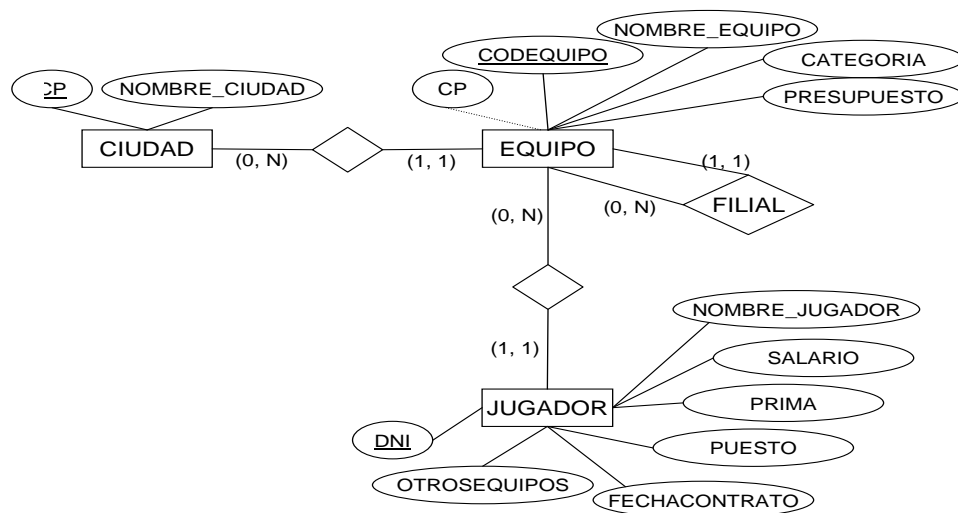 NOMBRE_EQUIPO
CODEQUIPO
CATEGORIA
CP
NOMBRE_CIUDAD
CP
PRESUPUESTO
CIUDAD
EQUIPO
(0, N)
(1, 1)
(1, 1)
FILIAL
(0, N)
(0, N)
NOMBRE_JUGADOR
(1, 1)
SALARIO
JUGADOR
PRIMA
DNI
PUESTO
OTROSEQUIPOS
FECHACONTRATO